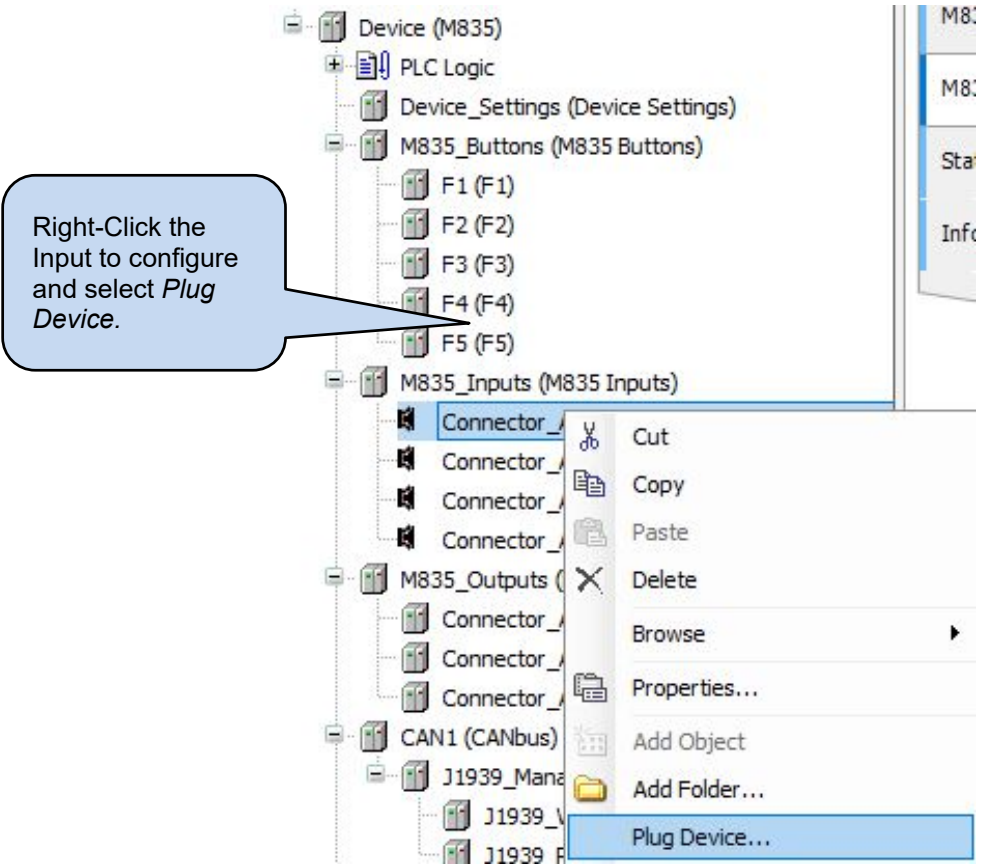 Device (M835)
PLC Logic
Device_Settings (Device Settings)
M835_Buttons (M835 Buttons)
F1 (F1)
F2 (F2)
F3 (F3)
F4 (F4)
F5 (F5)
Right-Click the
Input to configure
and select Plug
Device.
M835_Inputs (M835 Inputs)
Connector_
Connector_
Connector_
Connector_
M835_Outputs (
Connector_
Connector_
Connector_
CAN1 (CANbus)
J1939_Mana
J1939_
J1939_
Cut
Copy
Paste
Delete
Browse
Properties...
Add Object
Add Folder...
Plug Device...
M8
M8
Sta
Inf